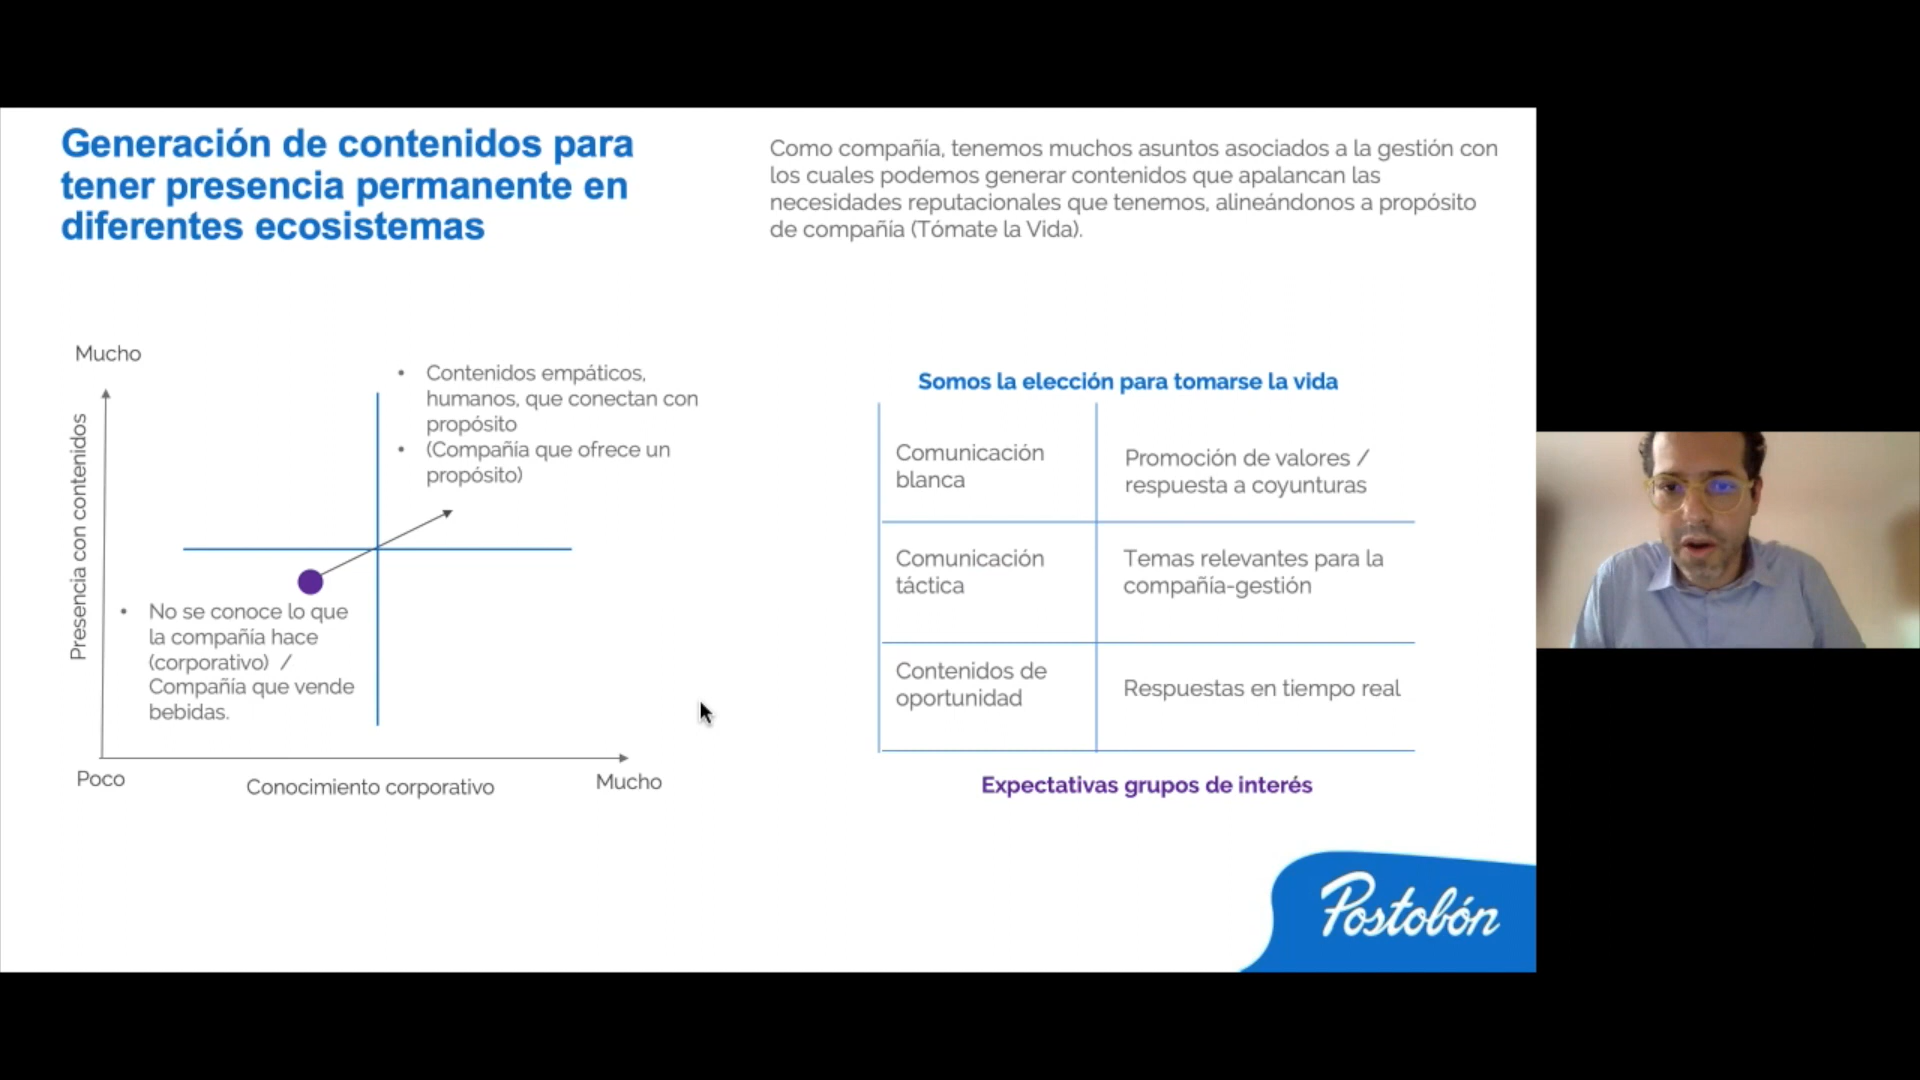 Generación de contenidos para
tener presencia permanente en
diferentes ecosistemas
Como compañía, tenemos muchos asuntos asociados a la gestión con
los cuales podemos generar contenidos que apalancan las
necesidades reputacionales que tenemos, alineándonos a propósito
de compañía (Tómate la Vida).
Mucho
Presencia con contenidos
• Contenidos empáticos,
humanos, que conectan con
propósito
• (Compañía que ofrece un
propósito)
• No se conoce lo que
la compañía hace
(corporativo) /
Compañía que vende
bebidas.
Poco
Conocimiento corporativo
Mucho
Somos la elección para tomarse la vida
Comunicación
blanca
Promoción de valores /
respuesta a coyunturas
Comunicación
táctica
Temas relevantes para la
compañía-gestión
Contenidos de
oportunidad
Respuestas en tiempo real
Expectativas grupos de interés
Postobón